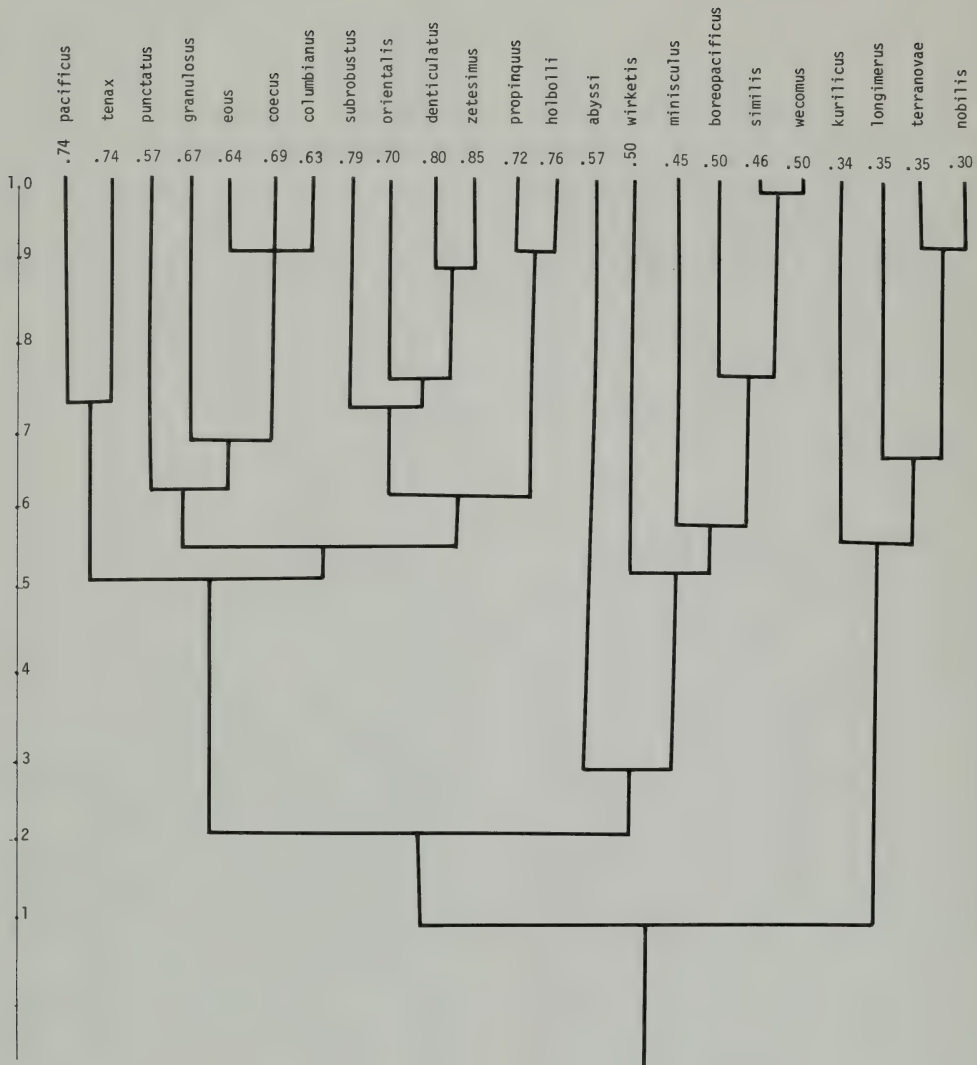 pacificus
tenax
punctatus
granulosus
eous
coecus
columbianus
subrobustus
orientalis
denticulatus
zetesimus
propinquus
holbolli
abyssi
wirketis
minisculus
boreopacificus
similis
wecomus
kurilicus
longimerus
terranovae
nobilis
.74 .74 .57 .67 .64 .69 .63 .79 .70 .80 .85 .72 .76 .57 .50 .45 .50 .46 .50 .34 .35 .35 .30
1.0
.9
.8
.7
.6
.5
.4
.3
.2
.1